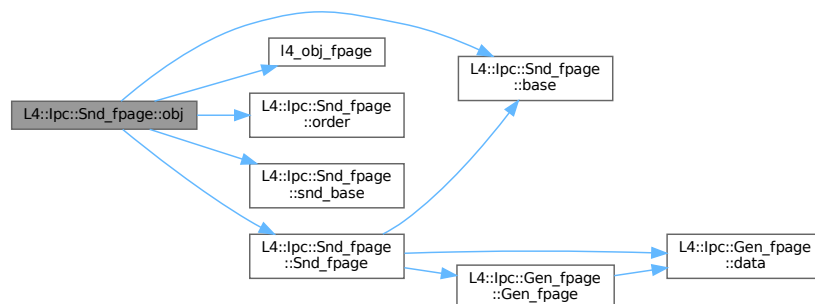 L4::Ipc::Snd_fpage::obj
l4_obj_fpage
L4::Ipc::Snd_fpage
::order
L4::Ipc::Snd_fpage
::snd_base
L4::Ipc::Snd_fpage
::Snd_fpage
L4::Ipc::Snd_fpage
::base
L4::Ipc::Gen_fpage
::Gen_fpage
L4::Ipc::Gen_fpage
::data